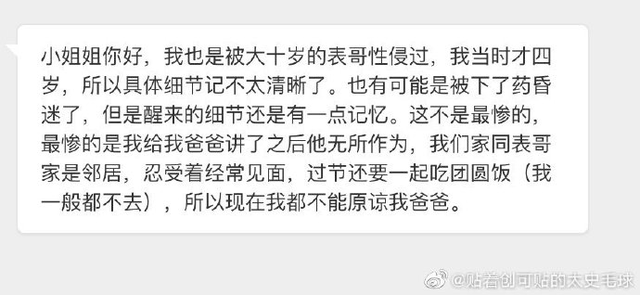 小姐姐你好，我也是被大十岁的表哥性侵过，我当时才四
岁，所以具体细节记不太清晰了。也有可能是被下了药昏
迷了，但是醒来的细节还是有一点记忆。这不是最惨的，
最惨的是我给我爸爸讲了之后他无所作为，我们家同表哥
家是邻居，忍受着经常见面，过节还要一起吃团圆饭（我
一般都不去），所以现在我都不能原谅我爸爸。
@贴着创可贴的大史毛球